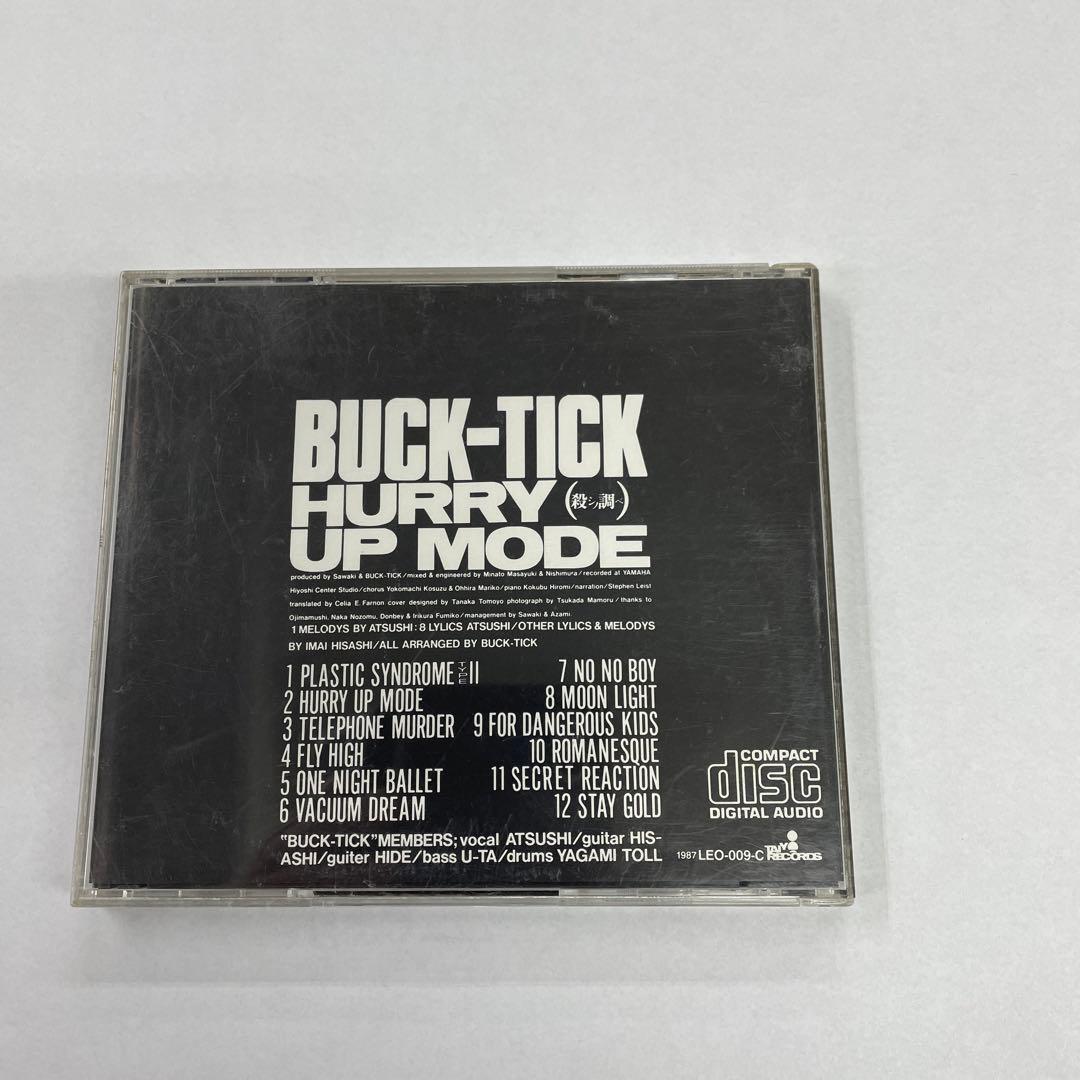 BUCK-TICK
HURRY (殺シノ調ベ)
UP MODE
produced by Sawaki & BUCK-TICK/mixed & engineered by Minato Masayuki & Nishimura/recorded at YAMAHA
Hiyoshi Center Studio/chorus Yokomachi Kosuzu & Ohhira Mariko/piano Kokubu Hiromi/narration/Stephen Leist
translated by Celia E. Farnon cover designed by Tanaka Tomoyo photograph by Tsukada Mamoru/thanks to
Ojimamushi, Naka Nozomu, Donbey & Irikura Fumiko/management by Sawaki & Azami.
1 MELODYS BY ATSUSHI: 8 LYLICS ATSUSHI/OTHER LYLICS & MELODYS
BY IMAI HISASHI/ALL ARRANGED BY BUCK-TICK
1 PLASTIC SYNDROME TYPE II
2 HURRY UP MODE
3 TELEPHONE MURDER
4 FLY HIGH
5 ONE NIGHT BALLET
6 VACUUM DREAM
7 NO NO BOY
8 MOON LIGHT
9 FOR DANGEROUS KIDS
10 ROMANESQUE
11 SECRET REACTION
12 STAY GOLD
"BUCK-TICK"MEMBERS;vocal ATSUSHI/guitar HIS-
ASHI/guiter HIDE/bass U-TA/drums YAGAMI TOLL
COMPACT
disc
DIGITAL AUDIO
1987 LEO-009-C
TAIYO
RECORDS